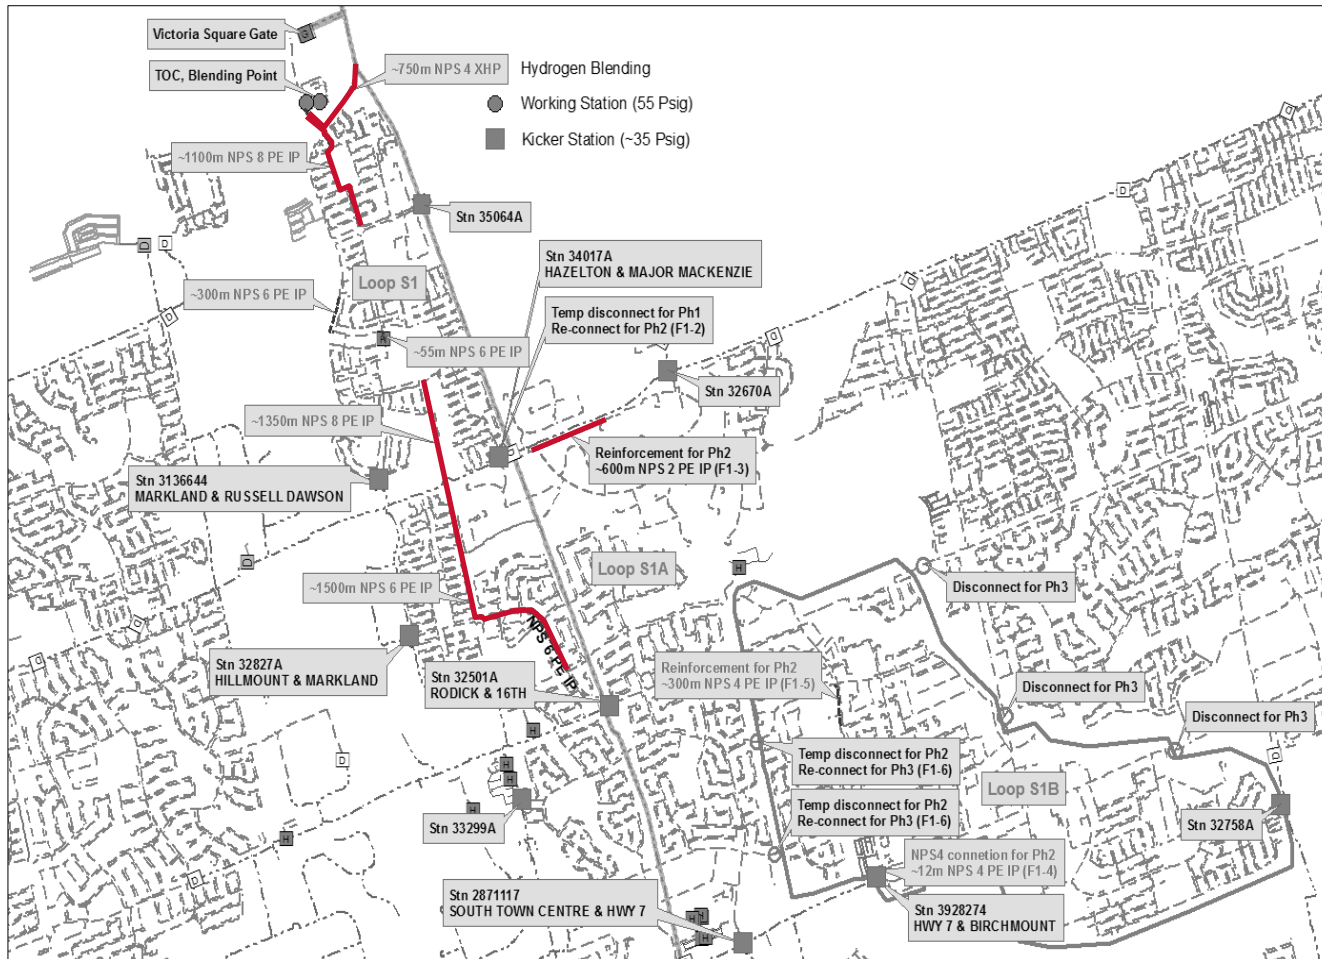 Victoria Square Gate
G
TOC, Blending Point
~750m NPS 4 XHP
Hydrogen Blending
Working Station (55 Psig)
Kicker Station (~35 Psig)
~1100m NPS 8 PE IP
Stn 35064A
Stn 34017A
HAZELTON & MAJOR MACKENZIE
~300m NPS 6 PE IP
Loop S1
Temp disconnect for Ph1
Re-connect for Ph2 (F1-2)
A
~55m NPS 6 PE IP
Stn 32670A
~1350m NPS 8 PE IP
Reinforcement for Ph2
~600m NPS 2 PE IP (F1-3)
Stn 3136644
MARKLAND & RUSSELL DAWSON
Loop S1A
H
Disconnect for Ph3
~1500m NPS 6 PE IP
NPS 6 PE IP
Stn 32827A
HILLMOUNT & MARKLAND
Stn 32501A
RODICK & 16TH
Reinforcement for Ph2
~300m NPS 4 PE IP (F1-5)
Disconnect for Ph3
Disconnect for Ph3
H
Temp disconnect for Ph2
Re-connect for Ph3 (F1-6)
Loop S1B
Temp disconnect for Ph2
Re-connect for Ph3 (F1-6)
Stn 33299A
Stn 32758A
NPS4 connetion for Ph2
~12m NPS 4 PE IP (F1-4)
Stn 2871117
SOUTH TOWN CENTRE & HWY 7
Stn 3928274
HWY 7 & BIRCHMOUNT